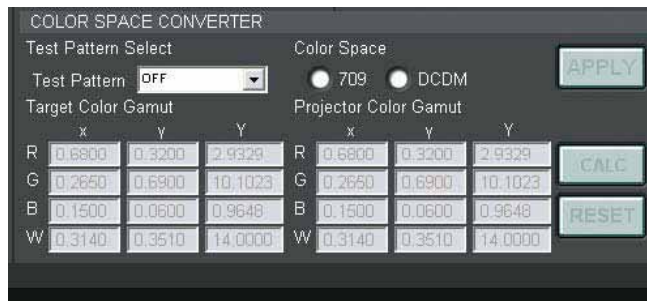 COLOR SPACE CONVERTER
Test Pattern Select
Color Space
Test Pattern OFF
709 DCDM
APPLY
Target Color Gamut
Projector Color Gamut
x y Y x y Y
R 0.6800 0.3200 2.9329 R 0.6800 0.3200 2.9329
CALC
G 0.2650 0.6900 10.1023 G 0.2650 0.6900 10.1023
B 0.1500 0.0600 0.9648 B 0.1500 0.0600 0.9648
RESET
W 0.3140 0.3510 14.0000 W 0.3140 0.3510 14.0000